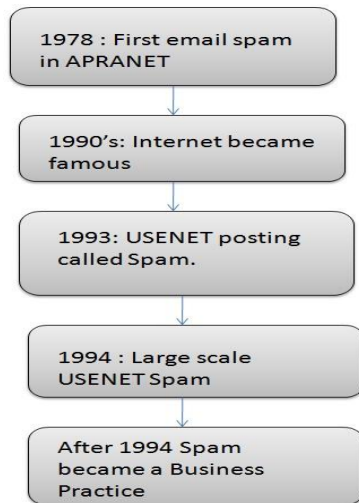 1978 : First email spam
in APRANET
1990’s: Internet became
famous
1993: USENET posting
called Spam.
1994 : Large scale
USENET Spam
After 1994 Spam
became a Business
Practice